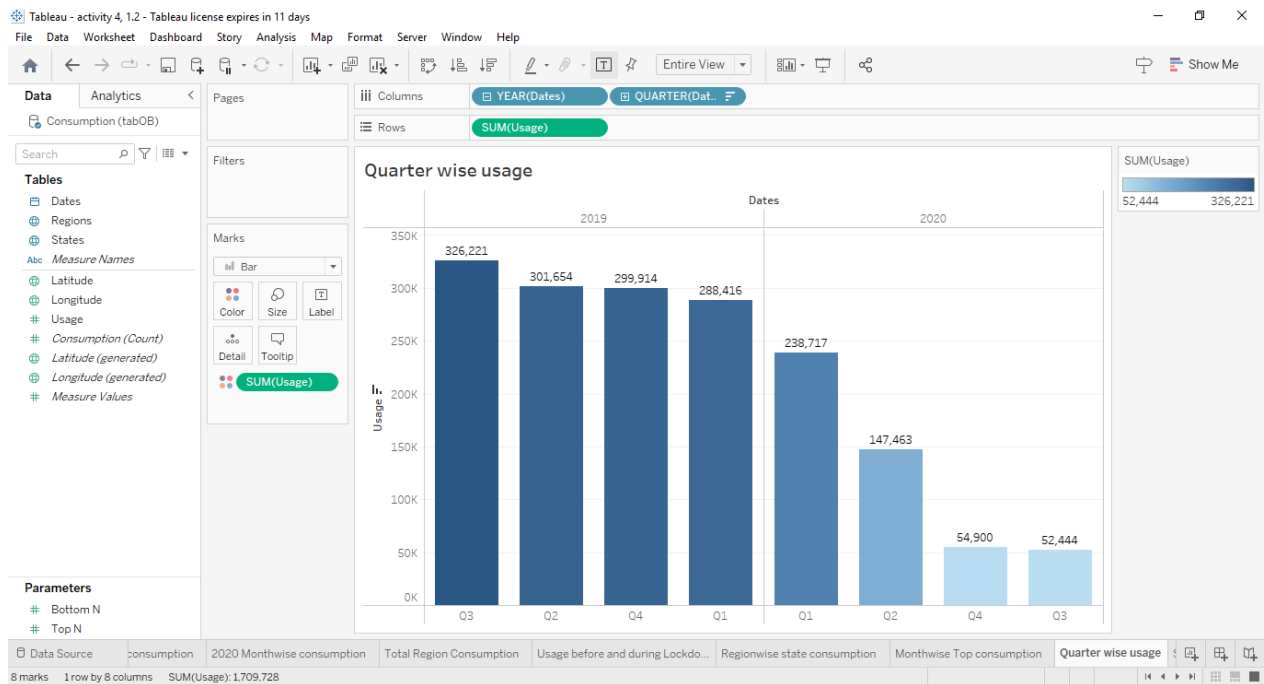 Tableau - activity 4, 1.2 - Tableau license expires in 11 days
File Data Worksheet Dashboard Story Analysis Map Format Server Window Help
Entire View
Show Me
Data Analytics
Consumption (tabOB)
Search
Tables
Dates
Regions
States
Abc Measure Names
Latitude
Longitude
# Usage
# Consumption (Count)
Latitude (generated)
Longitude (generated)
# Measure Values
Parameters
# Bottom N
# Top N
Pages
Filters
Marks
Bar
Color Size Label
Detail Tooltip
SUM(Usage)
Columns YEAR(Dates) QUARTER(Dat..
Rows SUM(Usage)
Quarter wise usage
Dates
2019 2020
Usage
350K
300K
250K
200K
150K
100K
50K
0K
326,221 301,654 299,914 288,416 238,717 147,463 54,900 52,444
Q3 Q2 Q4 Q1 Q1 Q2 Q4 Q3
SUM(Usage)
52,444 326,221
Data Source consumption 2020 Monthwise consumption Total Region Consumption Usage before and during Lockdo... Regionwise state consumption Monthwise Top consumption Quarter wise usage
8 marks 1 row by 8 columns SUM(Usage): 1,709,728